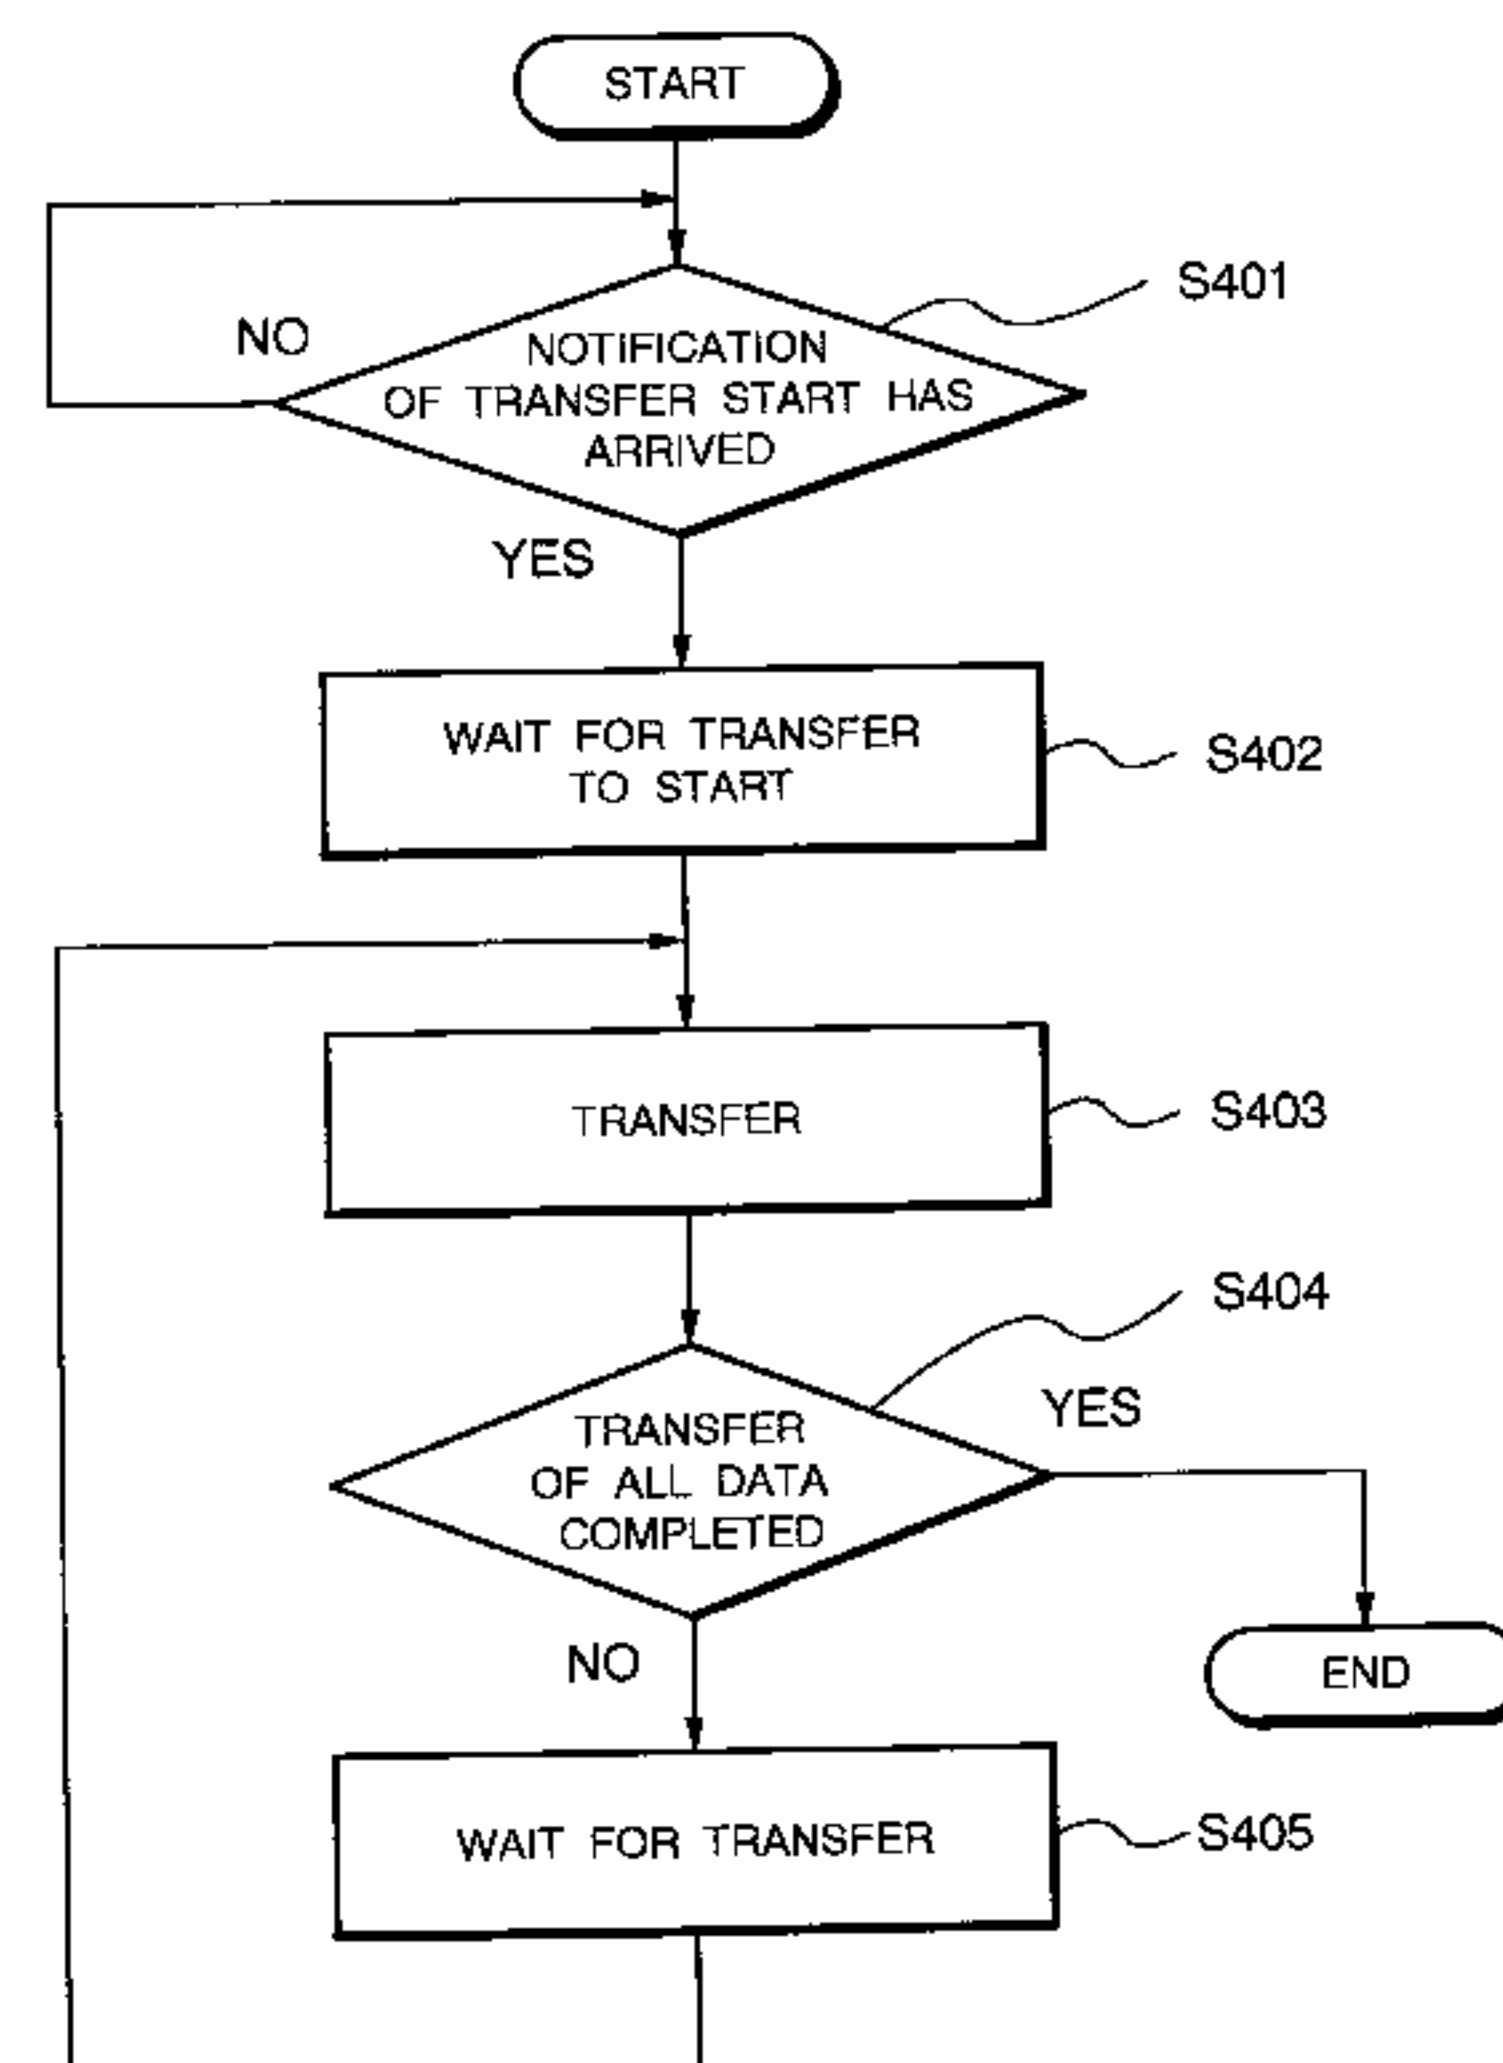 START
S401
NO
NOTIFICATION
OF TRANSFER START HAS
ARRIVED
YES
WAIT FOR TRANSFER
TO START
S402
TRANSFER
S403
S404
YES
TRANSFER
OF ALL DATA
COMPLETED
NO
END
WAIT FOR TRANSFER
S405